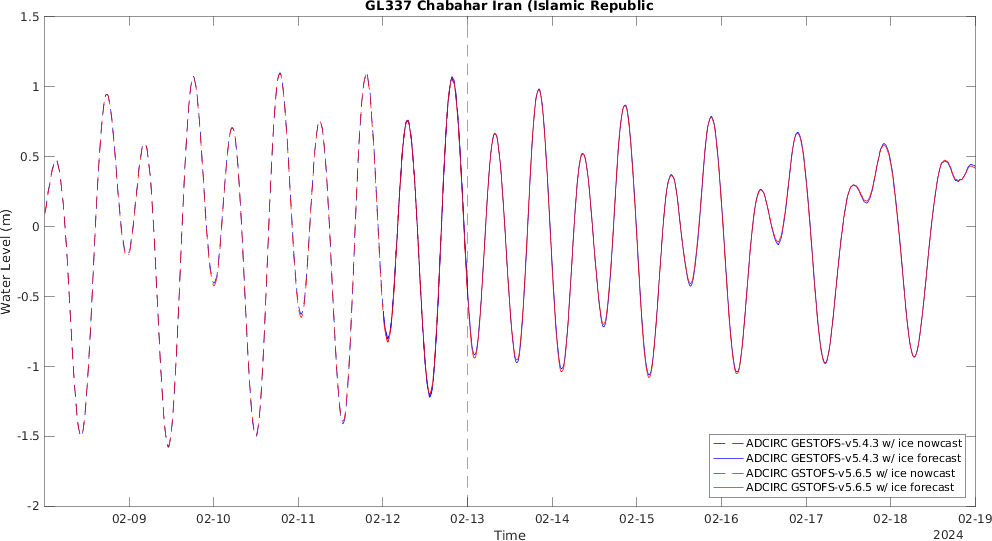 GL337 Chabahar Iran (Islamic Republic
1.5
1
0.5
0
-0.5
-1
-1.5
-2
Water Level (m)
ADCIRC GESTOFS-v5.4.3 w/ ice nowcast
ADCIRC GESTOFS-v5.4.3 w/ ice forecast
ADCIRC GSTOFS-v5.6.5 w/ ice nowcast
ADCIRC GSTOFS-v5.6.5 w/ ice forecast
02-09 02-10 02-11 02-12 02-13 02-14 02-15 02-16 02-17 02-18 02-19
Time
2024